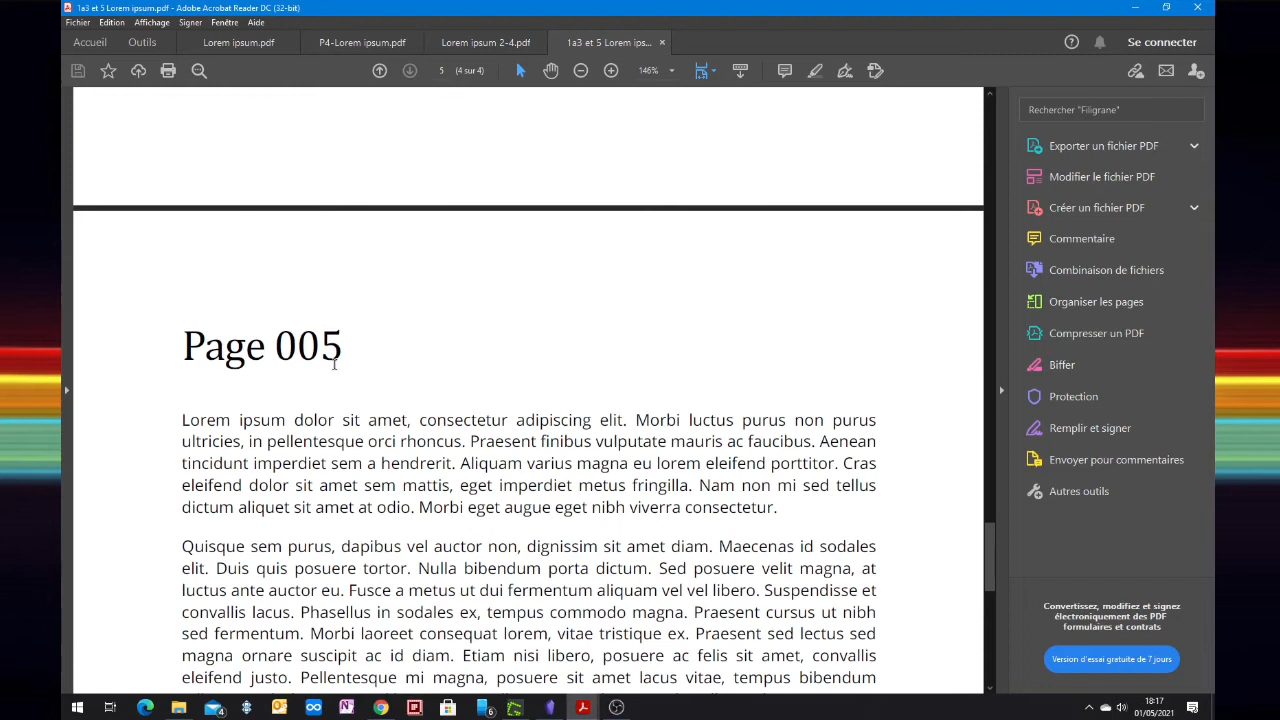 1a3 et 5 Lorem ipsum.pdf - Adobe Acrobat Reader DC (32-bit)
Fichier Edition Affichage Signer Fenêtre Aide
Accueil Outils Lorem ipsum.pdf P4-Lorem ipsum.pdf Lorem ipsum 2-4.pdf 1a3 et 5 Lorem ips...
Se connecter
5 (4 sur 4) 146%
Rechercher "Filigrane"
Exporter un fichier PDF
Modifier le fichier PDF
Créer un fichier PDF
Commentaire
Combinaison de fichiers
Organiser les pages
Compresser un PDF
Biffer
Protection
Remplir et signer
Envoyer pour commentaires
Autres outils
Convertissez, modifiez et signez
électroniquement des PDF
formulaires et contrats
Version d'essai gratuite de 7 jours
Page 005
Lorem ipsum dolor sit amet, consectetur adipiscing elit. Morbi luctus purus non purus
ultricies, in pellentesque orci rhoncus. Praesent finibus vulputate mauris ac faucibus. Aenean
tincidunt imperdiet sem a hendrerit. Aliquam varius magna eu lorem eleifend porttitor. Cras
eleifend dolor sit amet sem mattis, eget imperdiet metus fringilla. Nam non mi sed tellus
dictum aliquet sit amet at odio. Morbi eget augue eget nibh viverra consectetur.
Quisque sem purus, dapibus vel auctor non, dignissim sit amet diam. Maecenas id sodales
elit. Duis quis posuere tortor. Nulla bibendum porta dictum. Sed posuere velit magna, at
luctus ante auctor eu. Fusce a metus ut dui fermentum aliquam vel vel libero. Suspendisse et
convallis lacus. Phasellus in sodales ex, tempus commodo magna. Praesent cursus ut nibh
sed fermentum. Morbi laoreet consequat lorem, vitae tristique ex. Praesent sed lectus sed
magna ornare suscipit ac id diam. Etiam nisi libero, posuere ac felis sit amet, convallis
eleifend justo. Pellentesque mi magna, posuere sit amet lacus vitae, tempus bibendum
4
6
18:17
01/05/2021